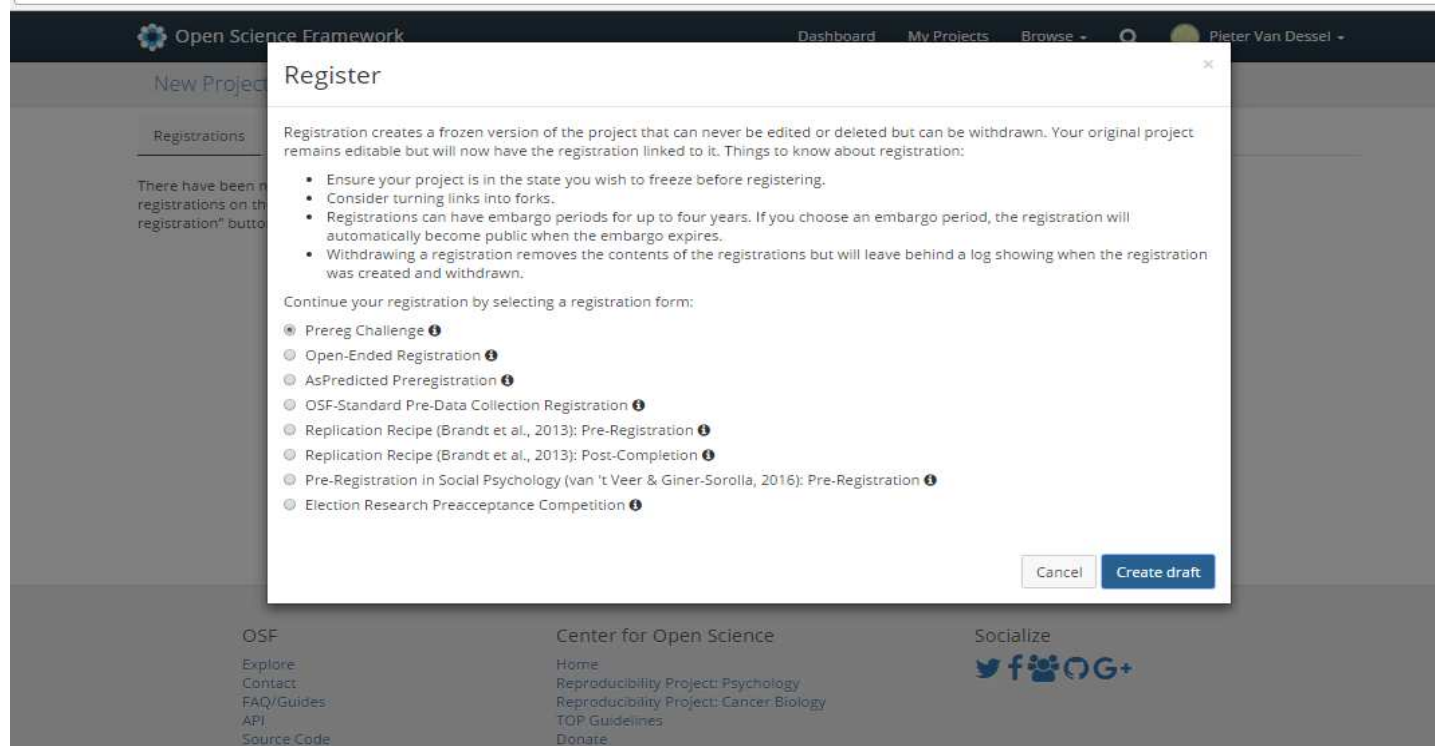 Open Science Framework
Dashboard My Projects Browse Pieter Van Dessel
New Project
Register
×
Registrations
Registration creates a frozen version of the project that can never be edited or deleted but can be withdrawn. Your original project
remains editable but will now have the registration linked to it. Things to know about registration:
There have been n
registrations on th
registration" butto
• Ensure your project is in the state you wish to freeze before registering.
• Consider turning links into forks.
• Registrations can have embargo periods for up to four years. If you choose an embargo period, the registration will
automatically become public when the embargo expires.
• Withdrawing a registration removes the contents of the registrations but will leave behind a log showing when the registration
was created and withdrawn.
Continue your registration by selecting a registration form:
Prereg Challenge
Open-Ended Registration
AsPredicted Preregistration
OSF-Standard Pre-Data Collection Registration
Replication Recipe (Brandt et al., 2013): Pre-Registration
Replication Recipe (Brandt et al., 2013): Post-Completion
Pre-Registration in Social Psychology (van 't Veer & Giner-Sorolla, 2016): Pre-Registration
Election Research Preacceptance Competition
Cancel Create draft
OSF
Explore
Contact
FAQ/Guides
API
Source Code
Center for Open Science
Home
Reproducibility Project: Psychology
Reproducibility Project: Cancer Biology
TOP Guidelines
Donate
Socialize